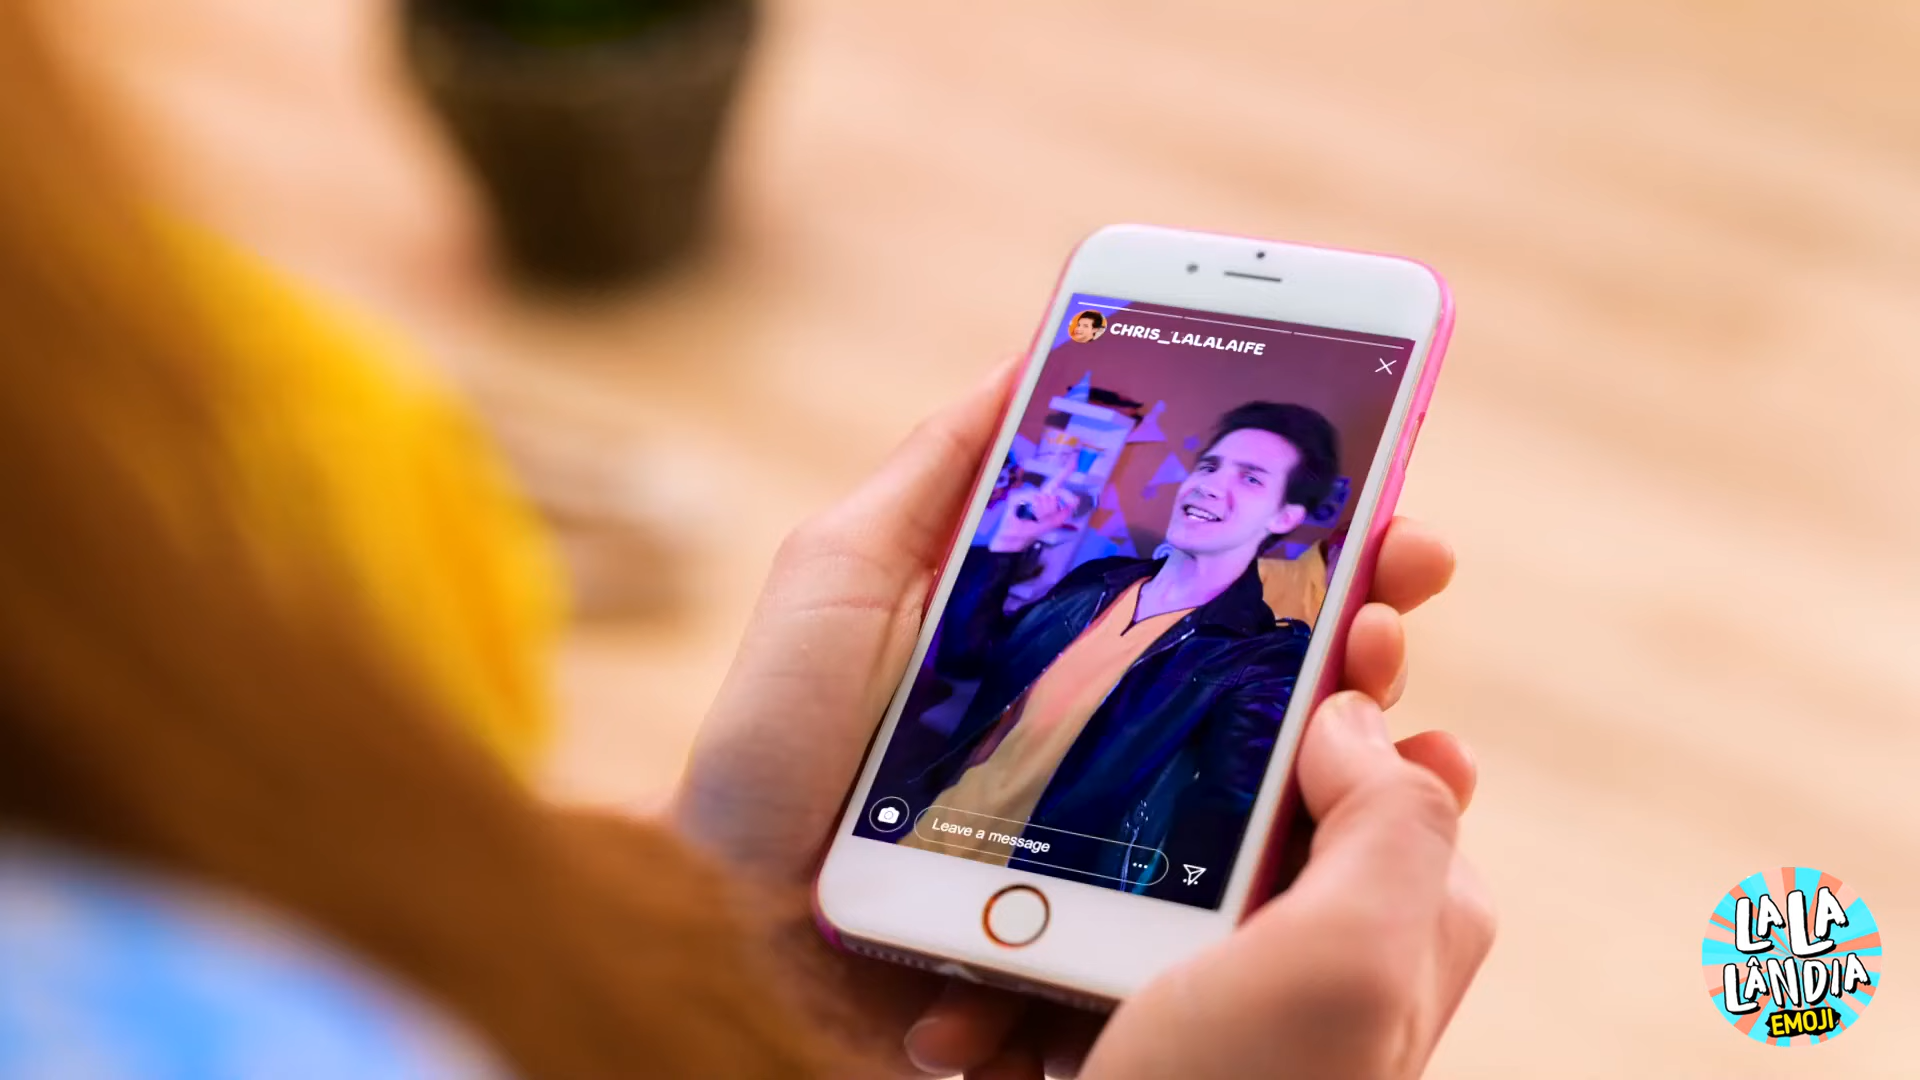 CHRIS_LALALAIFE
Leave a message
LA LA
LÂNDIA
EMOJI